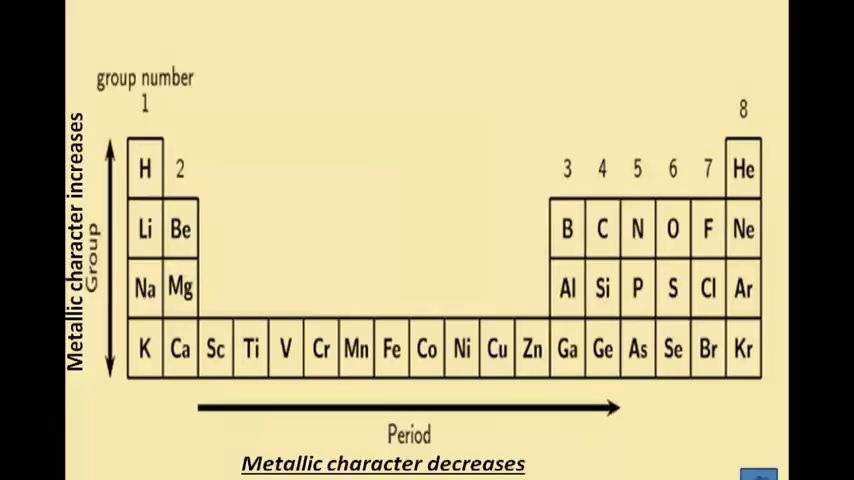 group number
1
8
H
2
3 4 5 6 7
He
Li Be B C N O F Ne
Na Mg Al Si P S Cl Ar
K Ca Sc Ti V Cr Mn Fe Co Ni Cu Zn Ga Ge As Se Br Kr
Metallic character increases
Group
Period
Metallic character decreases